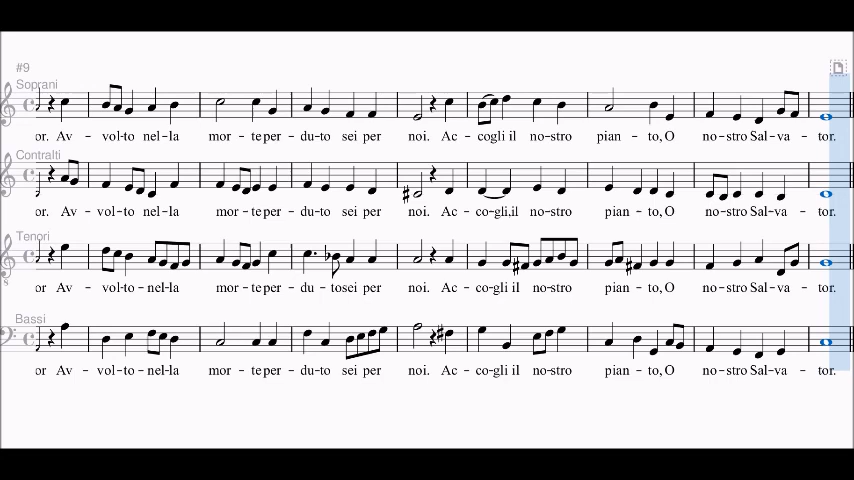 #9
Soprani
or. Av – vol-to nel-la mor-te per – du-to sei per noi. Ac – cogli il no-stro pian – to, O no-stro Sal-va – tor.
Contralti
or. Av – vol-to nel-la mor-te per – du-to sei per noi. Ac – co-gli,il no-stro pian-to, O no-stro Sal-va – tor.
Tenori
or Av – vol-to-nel-la mor-te per – du-tosei per noi. Ac – co-gli il no-stro pian-to, O no-stro Sal-va – tor.
Bassi
or Av – vol-to-nel-la mor-te per – du-to sei per noi. Ac – co-gli il no-stro pian-to, O no-stro Sal-va – tor.